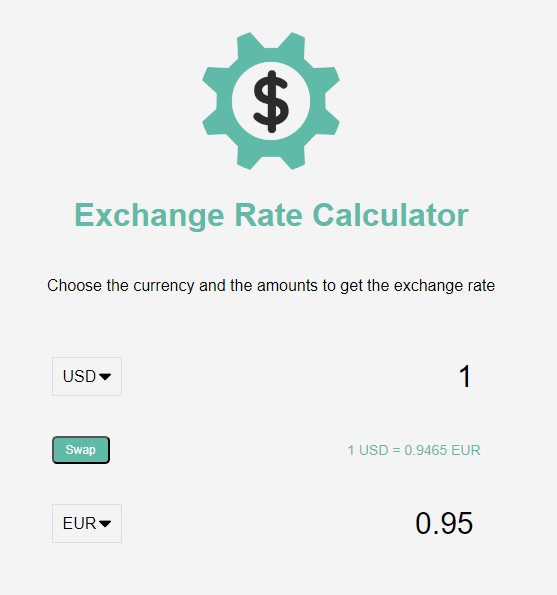 $
Exchange Rate Calculator
Choose the currency and the amounts to get the exchange rate
USD 1
Swap 1 USD = 0.9465 EUR
EUR 0.95